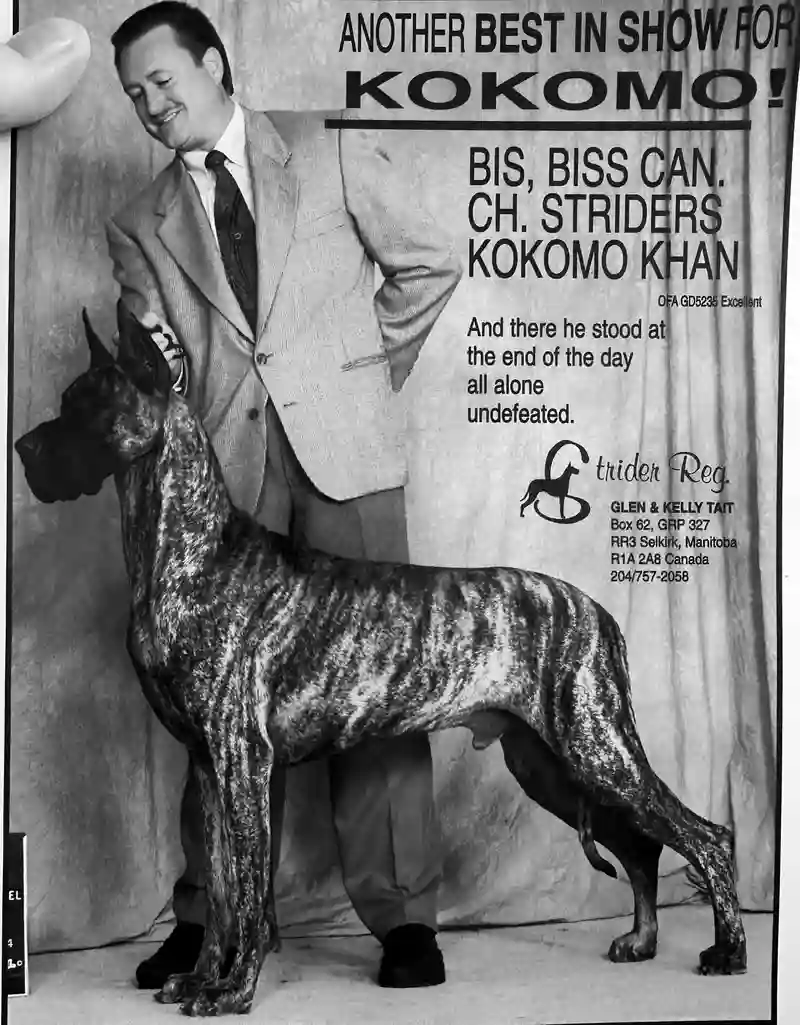 ANOTHER BEST IN SHOW FOR
KOKOMO!
BIS, BISS CAN.
CH. STRIDERS
KOKOMO KHAN
OFA GD5235 Excellent
And there he stood at
the end of the day
all alone
undefeated.
Strider Reg.
GLEN & KELLY TAIT
Box 62, GRP 327
RR3 Selkirk, Manitoba
R1A 2A8 Canada
204/757-2058
EL